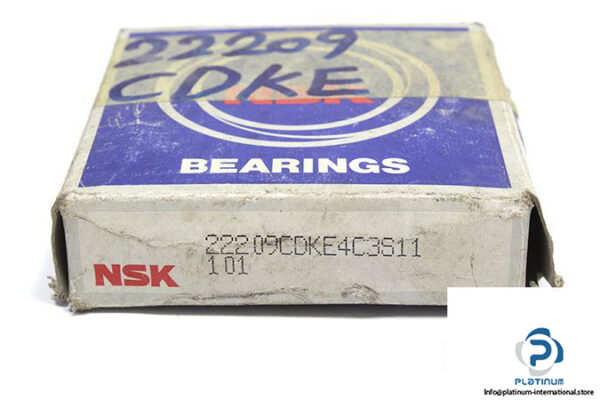 22209
CDKE
NSK
BEARINGS
22209CDKE4C3S11
101
NSK
PLATINUM
Info@platinum-international.store